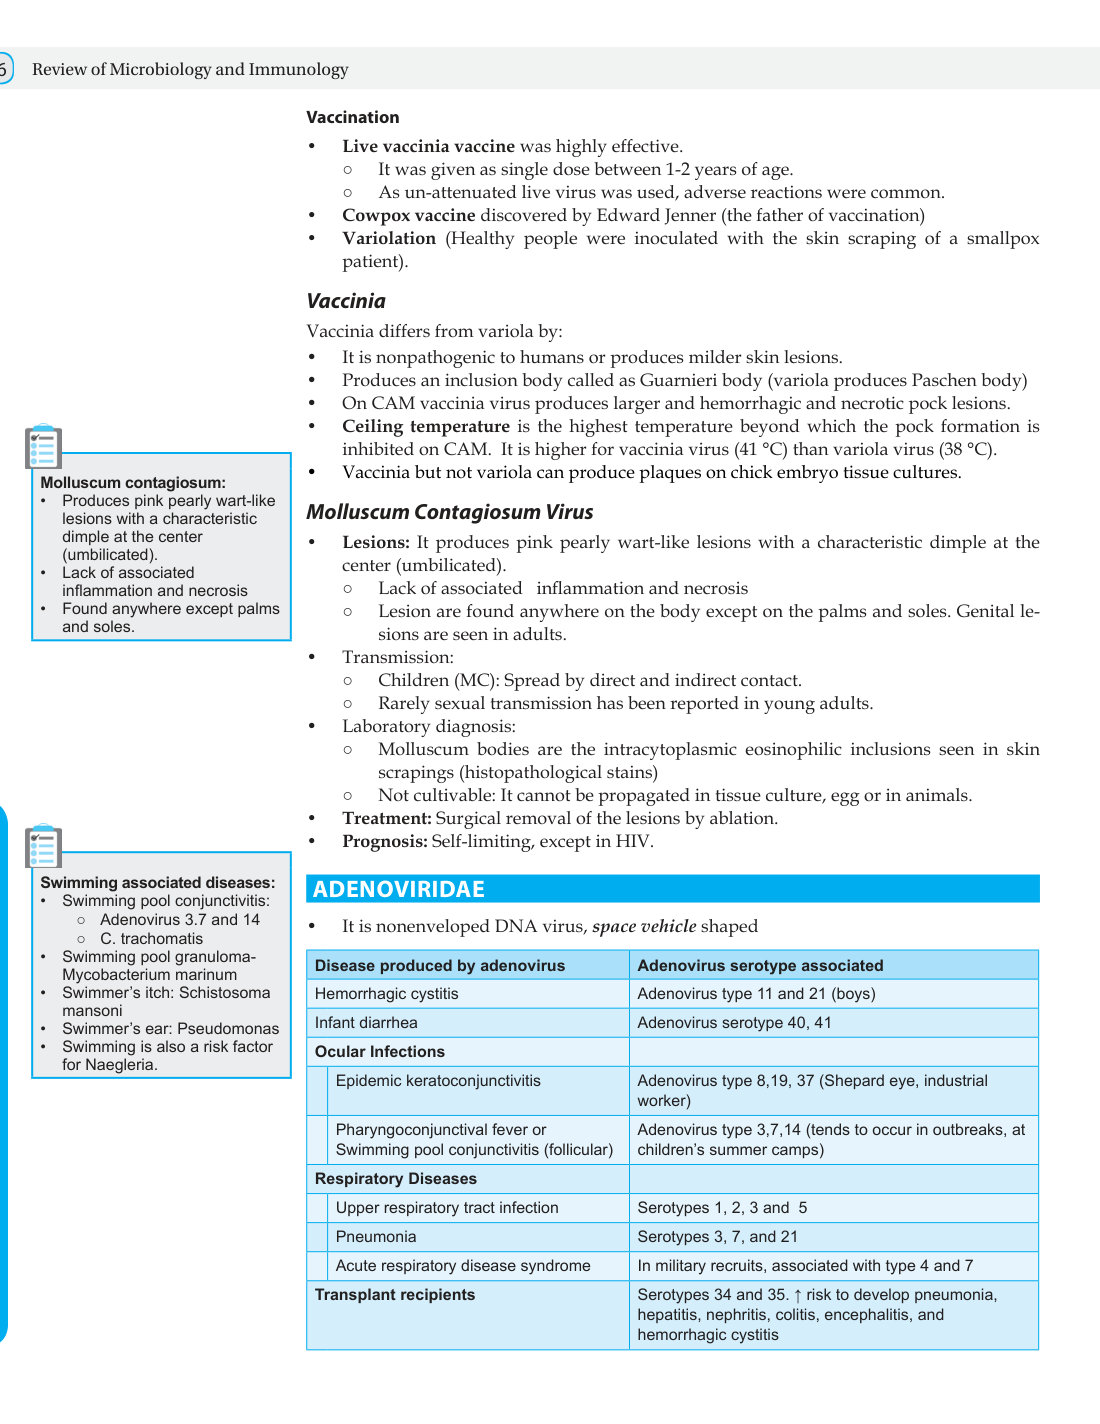 6 Review of Microbiology and Immunology
Vaccination
• Live vaccinia vaccine was highly effective.
○ It was given as single dose between 1-2 years of age.
○ As un-attenuated live virus was used, adverse reactions were common.
• Cowpox vaccine discovered by Edward Jenner (the father of vaccination)
• Variolation (Healthy people were inoculated with the skin scraping of a smallpox
patient).
Vaccinia
Vaccinia differs from variola by:
• It is nonpathogenic to humans or produces milder skin lesions.
• Produces an inclusion body called as Guarnieri body (variola produces Paschen body)
• On CAM vaccinia virus produces larger and hemorrhagic and necrotic pock lesions.
• Ceiling temperature is the highest temperature beyond which the pock formation is
inhibited on CAM. It is higher for vaccinia virus (41 °C) than variola virus (38 °C).
• Vaccinia but not variola can produce plaques on chick embryo tissue cultures.
Molluscum contagiosum:
• Produces pink pearly wart-like
lesions with a characteristic
dimple at the center
(umbilicated).
• Lack of associated
inflammation and necrosis
• Found anywhere except palms
and soles.
Molluscum Contagiosum Virus
• Lesions: It produces pink pearly wart-like lesions with a characteristic dimple at the
center (umbilicated).
○ Lack of associated inflammation and necrosis
○ Lesion are found anywhere on the body except on the palms and soles. Genital le-
sions are seen in adults.
• Transmission:
○ Children (MC): Spread by direct and indirect contact.
○ Rarely sexual transmission has been reported in young adults.
• Laboratory diagnosis:
○ Molluscum bodies are the intracytoplasmic eosinophilic inclusions seen in skin
scrapings (histopathological stains)
○ Not cultivable: It cannot be propagated in tissue culture, egg or in animals.
• Treatment: Surgical removal of the lesions by ablation.
• Prognosis: Self-limiting, except in HIV.
Swimming associated diseases:
• Swimming pool conjunctivitis:
○ Adenovirus 3.7 and 14
○ C. trachomatis
• Swimming pool granuloma-
Mycobacterium marinum
• Swimmer's itch: Schistosoma
mansoni
• Swimmer's ear: Pseudomonas
• Swimming is also a risk factor
for Naegleria.
ADENOVIRIDAE
• It is nonenveloped DNA virus, space vehicle shaped
Disease produced by adenovirus Adenovirus serotype associated
Hemorrhagic cystitis Adenovirus type 11 and 21 (boys)
Infant diarrhea Adenovirus serotype 40, 41
Ocular Infections
Epidemic keratoconjunctivitis Adenovirus type 8,19, 37 (Shepard eye, industrial
worker)
Pharyngoconjunctival fever or Adenovirus type 3,7,14 (tends to occur in outbreaks, at
Swimming pool conjunctivitis (follicular) children's summer camps)
Respiratory Diseases
Upper respiratory tract infection Serotypes 1, 2, 3 and 5
Pneumonia Serotypes 3, 7, and 21
Acute respiratory disease syndrome In military recruits, associated with type 4 and 7
Transplant recipients Serotypes 34 and 35. ↑ risk to develop pneumonia,
hepatitis, nephritis, colitis, encephalitis, and
hemorrhagic cystitis